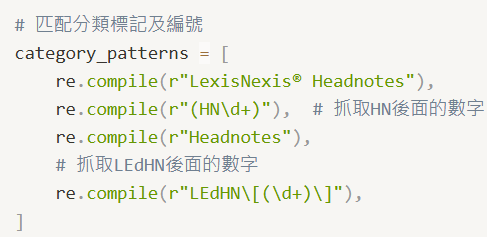 # 匹配分類標記及編號
category_patterns = [
    re.compile(r"LexisNexis® Headnotes"),
    re.compile(r"(HN\d+)"),  # 抓取HN後面的數字
    re.compile(r"Headnotes"),
    # 抓取LEdHN後面的數字
    re.compile(r"LEdHN\[(\d+)\]"),
]